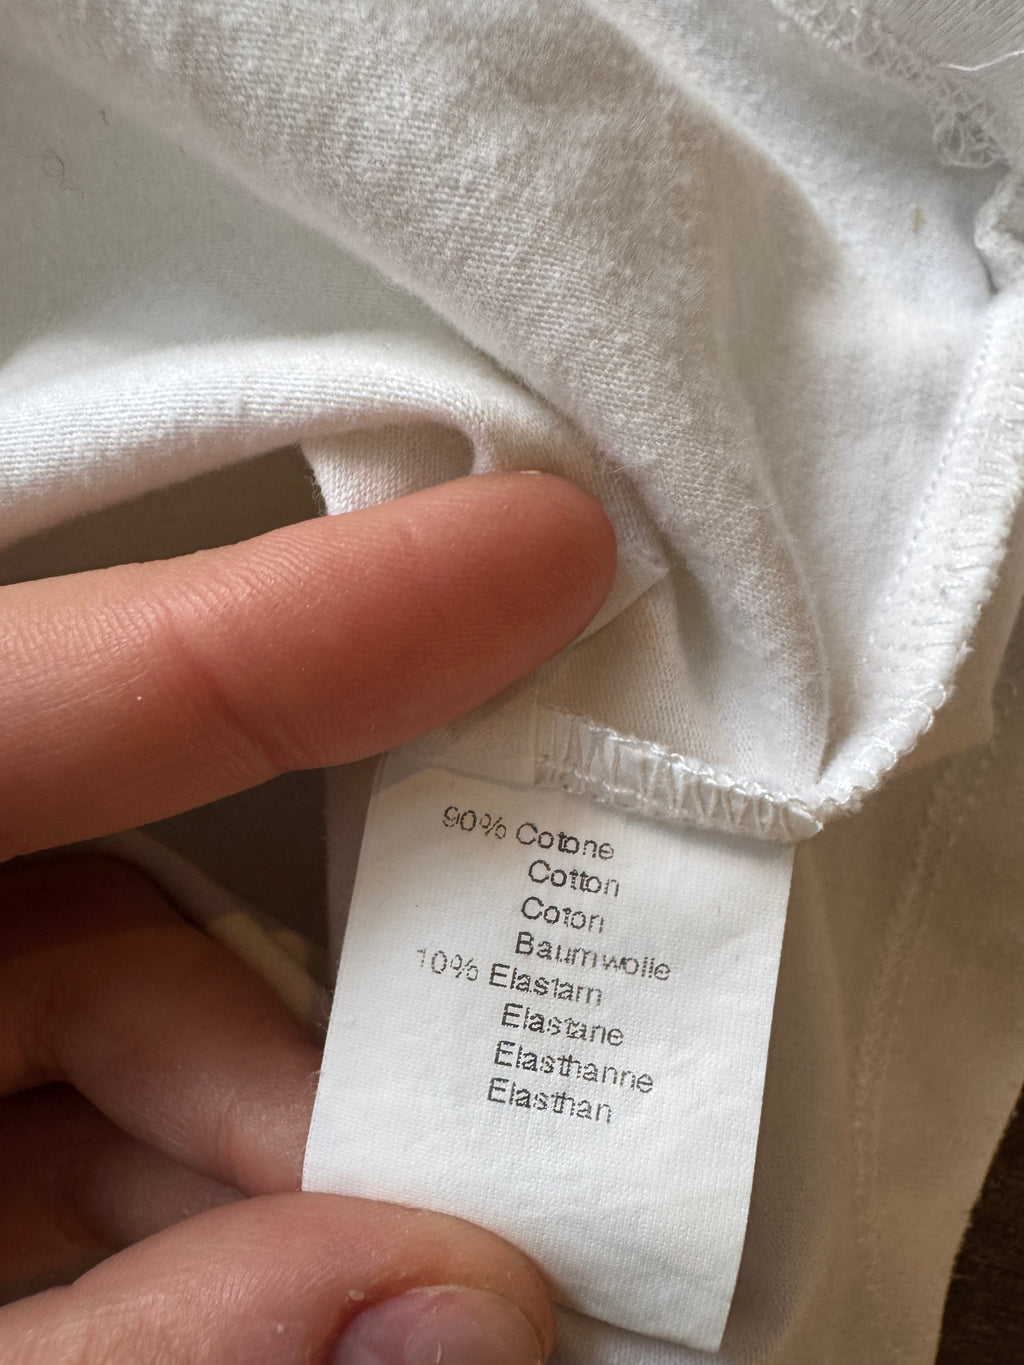 90% Cotone
Cotton
Coton
Baumwolle
10% Elastam
Elastane
Elasthanne
Elasthan